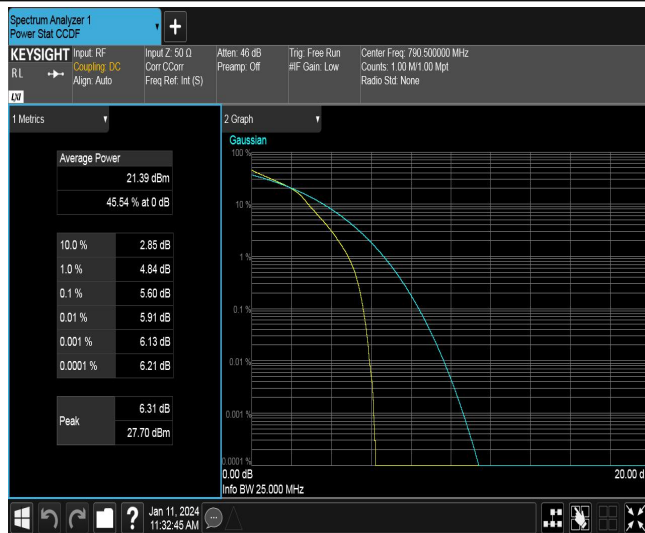 Spectrum Analyzer 1
Power Stat CCDF
KEYSIGHT
RL
LXI
Input: RF
Coupling: DC
Align: Auto
Input Z: 50 Ω
Corr CCorr
Freq Ref: Int (S)
Atten: 46 dB
Preamp: Off
Trig: Free Run
#IF Gain: Low
Center Freq: 790.500000 MHz
Counts: 1.00 M/1.00 Mpt
Radio Std: None
1 Metrics
Average Power
21.39 dBm
45.54 % at 0 dB
10.0 % 2.85 dB
1.0 % 4.84 dB
0.1 % 5.60 dB
0.01 % 5.91 dB
0.001 % 6.13 dB
0.0001 % 6.21 dB
Peak
6.31 dB
27.70 dBm
2 Graph
Gaussian
100 %
10 %
1 %
0.1 %
0.01 %
0.001 %
0.0001 %
0.00 dB
20.00 d
Info BW 25.000 MHz
?
Jan 11, 2024
11:32:45 AM